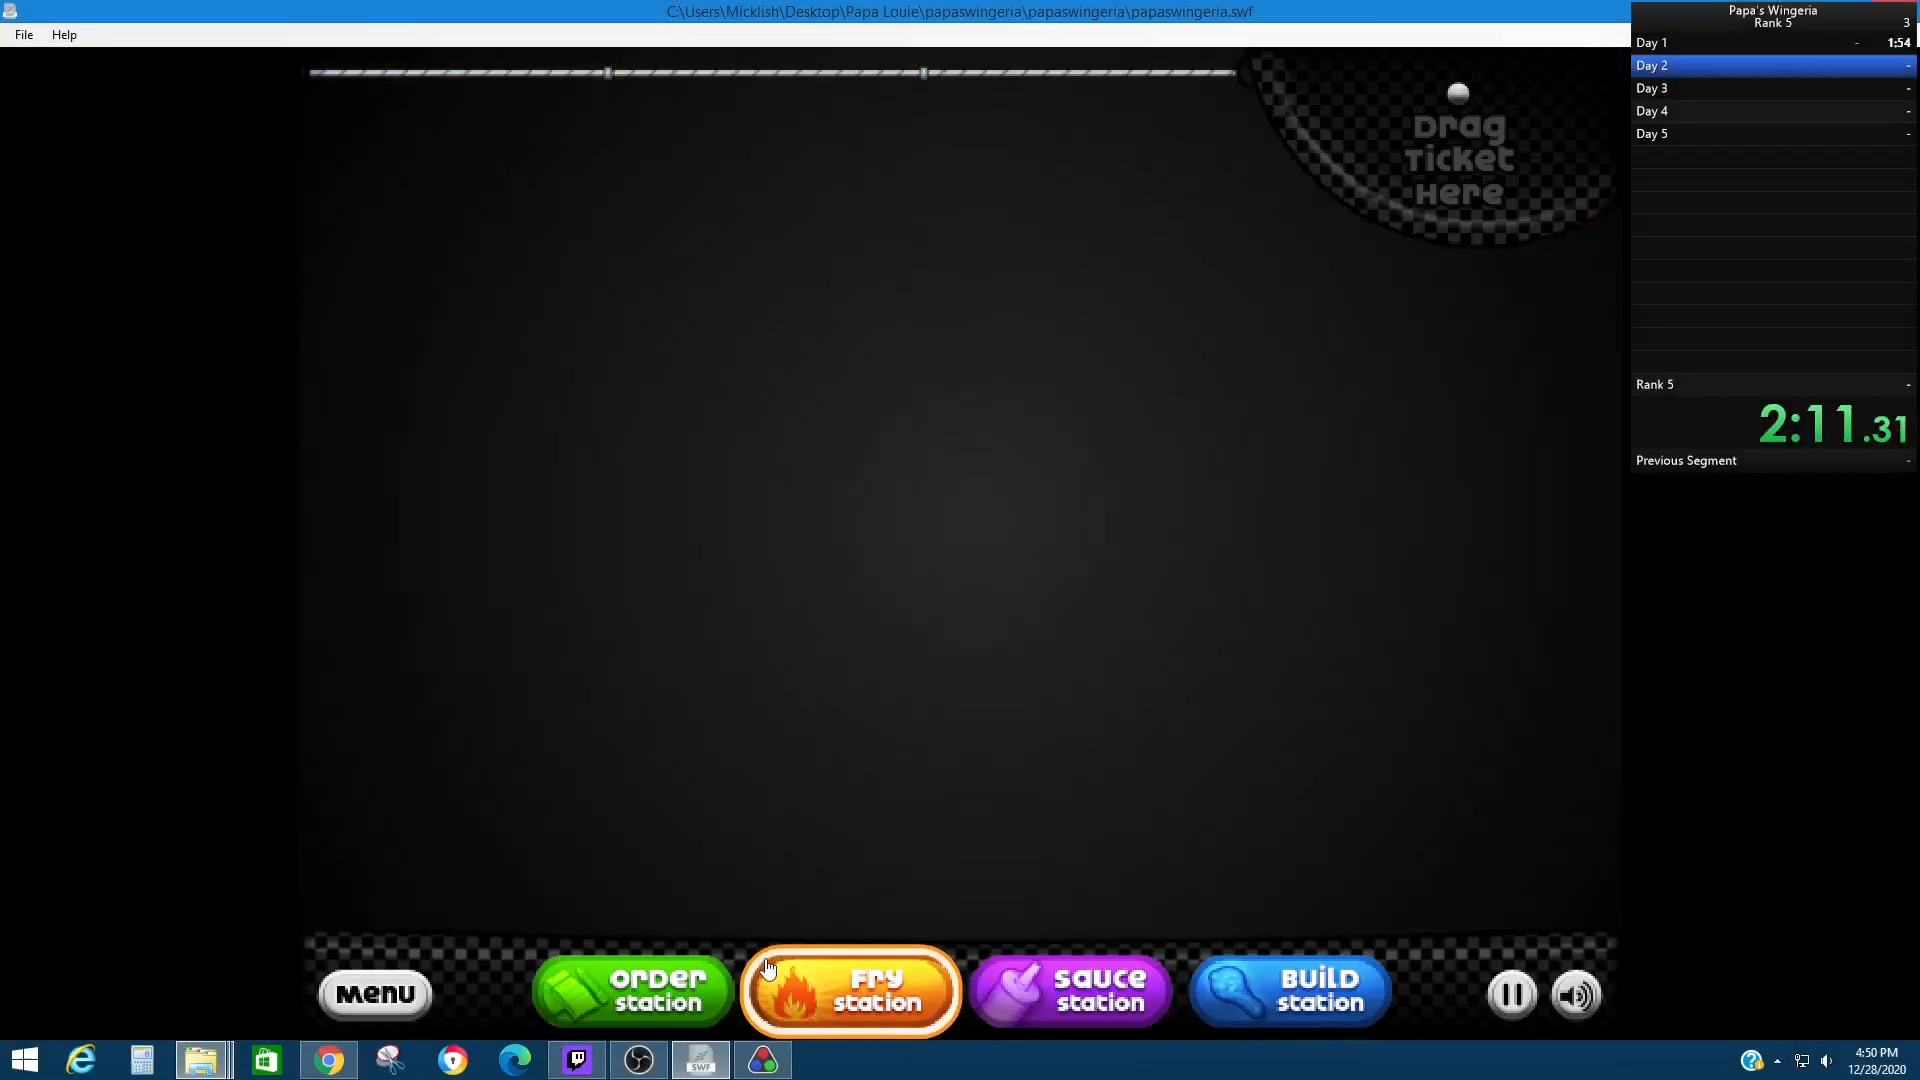 C:\Users\Micklish\Desktop\Papa Louie\papaswingeria\papaswingeria\papaswingeria.swf
File Help
Papa's Wingeria
Rank 5 3
Day 1 - 1:54
Day 2 -
Day 3 -
Day 4 -
Day 5 -
Rank 5 -
2:11.31
Previous Segment -
Drag
Ticket
Here
Menu
Order
station
Fry
station
Sauce
station
Build
station
SWF
4:50 PM
12/28/2020